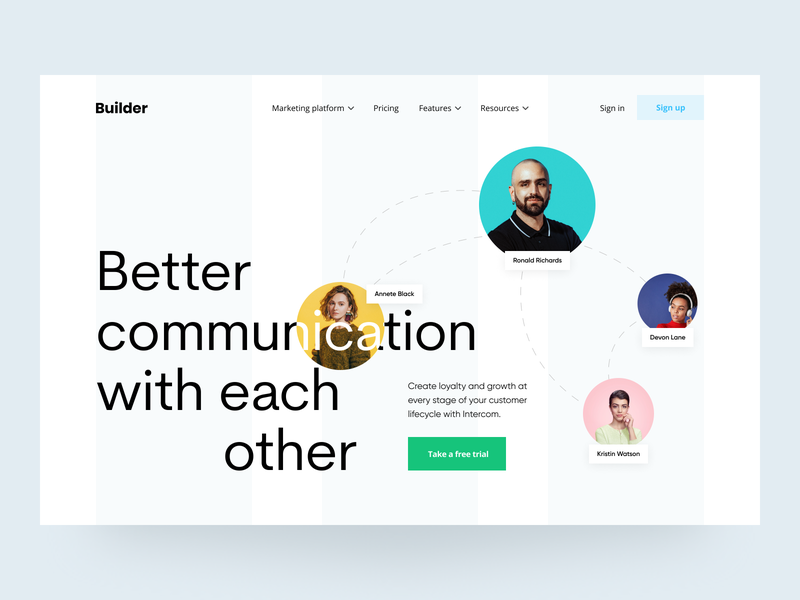 Builder
Marketing platform
Pricing
Features
Resources
Sign in
Sign up
Ronald Richards
Annete Black
Devon Lane
Kristin Watson
Better
communication
with each
other
Create loyalty and growth at
every stage of your customer
lifecycle with Intercom.
Take a free trial